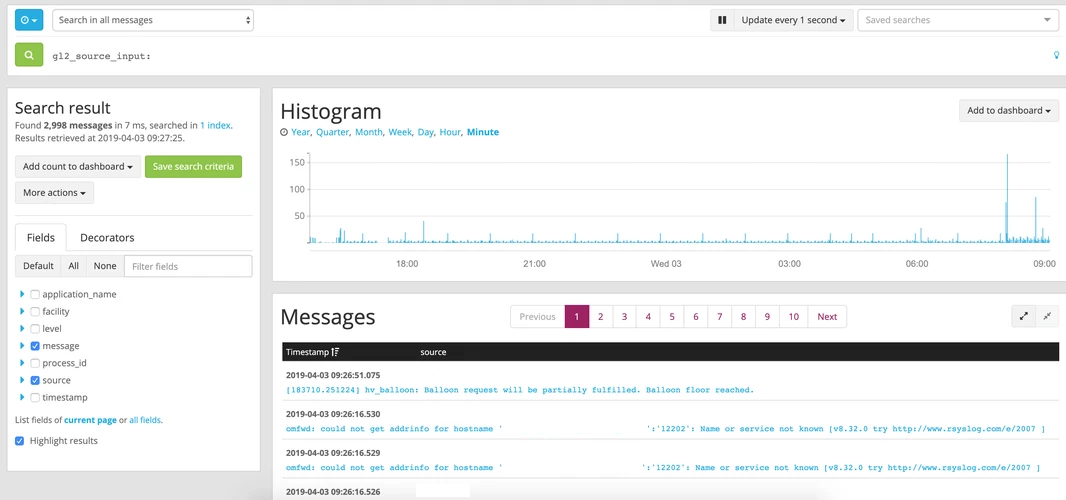 Search in all messages
Update every 1 second
Saved searches
gl2_source_input:
Search result
Found 2,998 messages in 7 ms, searched in 1 index.
Results retrieved at 2019-04-03 09:27:25.
Add count to dashboard
Save search criteria
More actions
Fields
Decorators
Default
All
None
Filter fields
application_name
facility
level
message
process_id
source
timestamp
List fields of current page or all fields.
Highlight results
Histogram
Add to dashboard
Year, Quarter, Month, Week, Day, Hour, Minute
150
100
50
18:00
21:00
Wed 03
03:00
06:00
09:00
Messages
Previous 1 2 3 4 5 6 7 8 9 10 Next
Timestamp source
2019-04-03 09:26:51.075
[183710.251224] hv_balloon: Balloon request will be partially fulfilled. Balloon floor reached.
2019-04-03 09:26:16.530
omfwd: could not get addrinfo for hostname ' ':'12202': Name or service not known [v8.32.0 try http://www.rsyslog.com/e/2007 ]
2019-04-03 09:26:16.529
omfwd: could not get addrinfo for hostname ' ':'12202': Name or service not known [v8.32.0 try http://www.rsyslog.com/e/2007 ]
2019-04-03 09:26:16.526